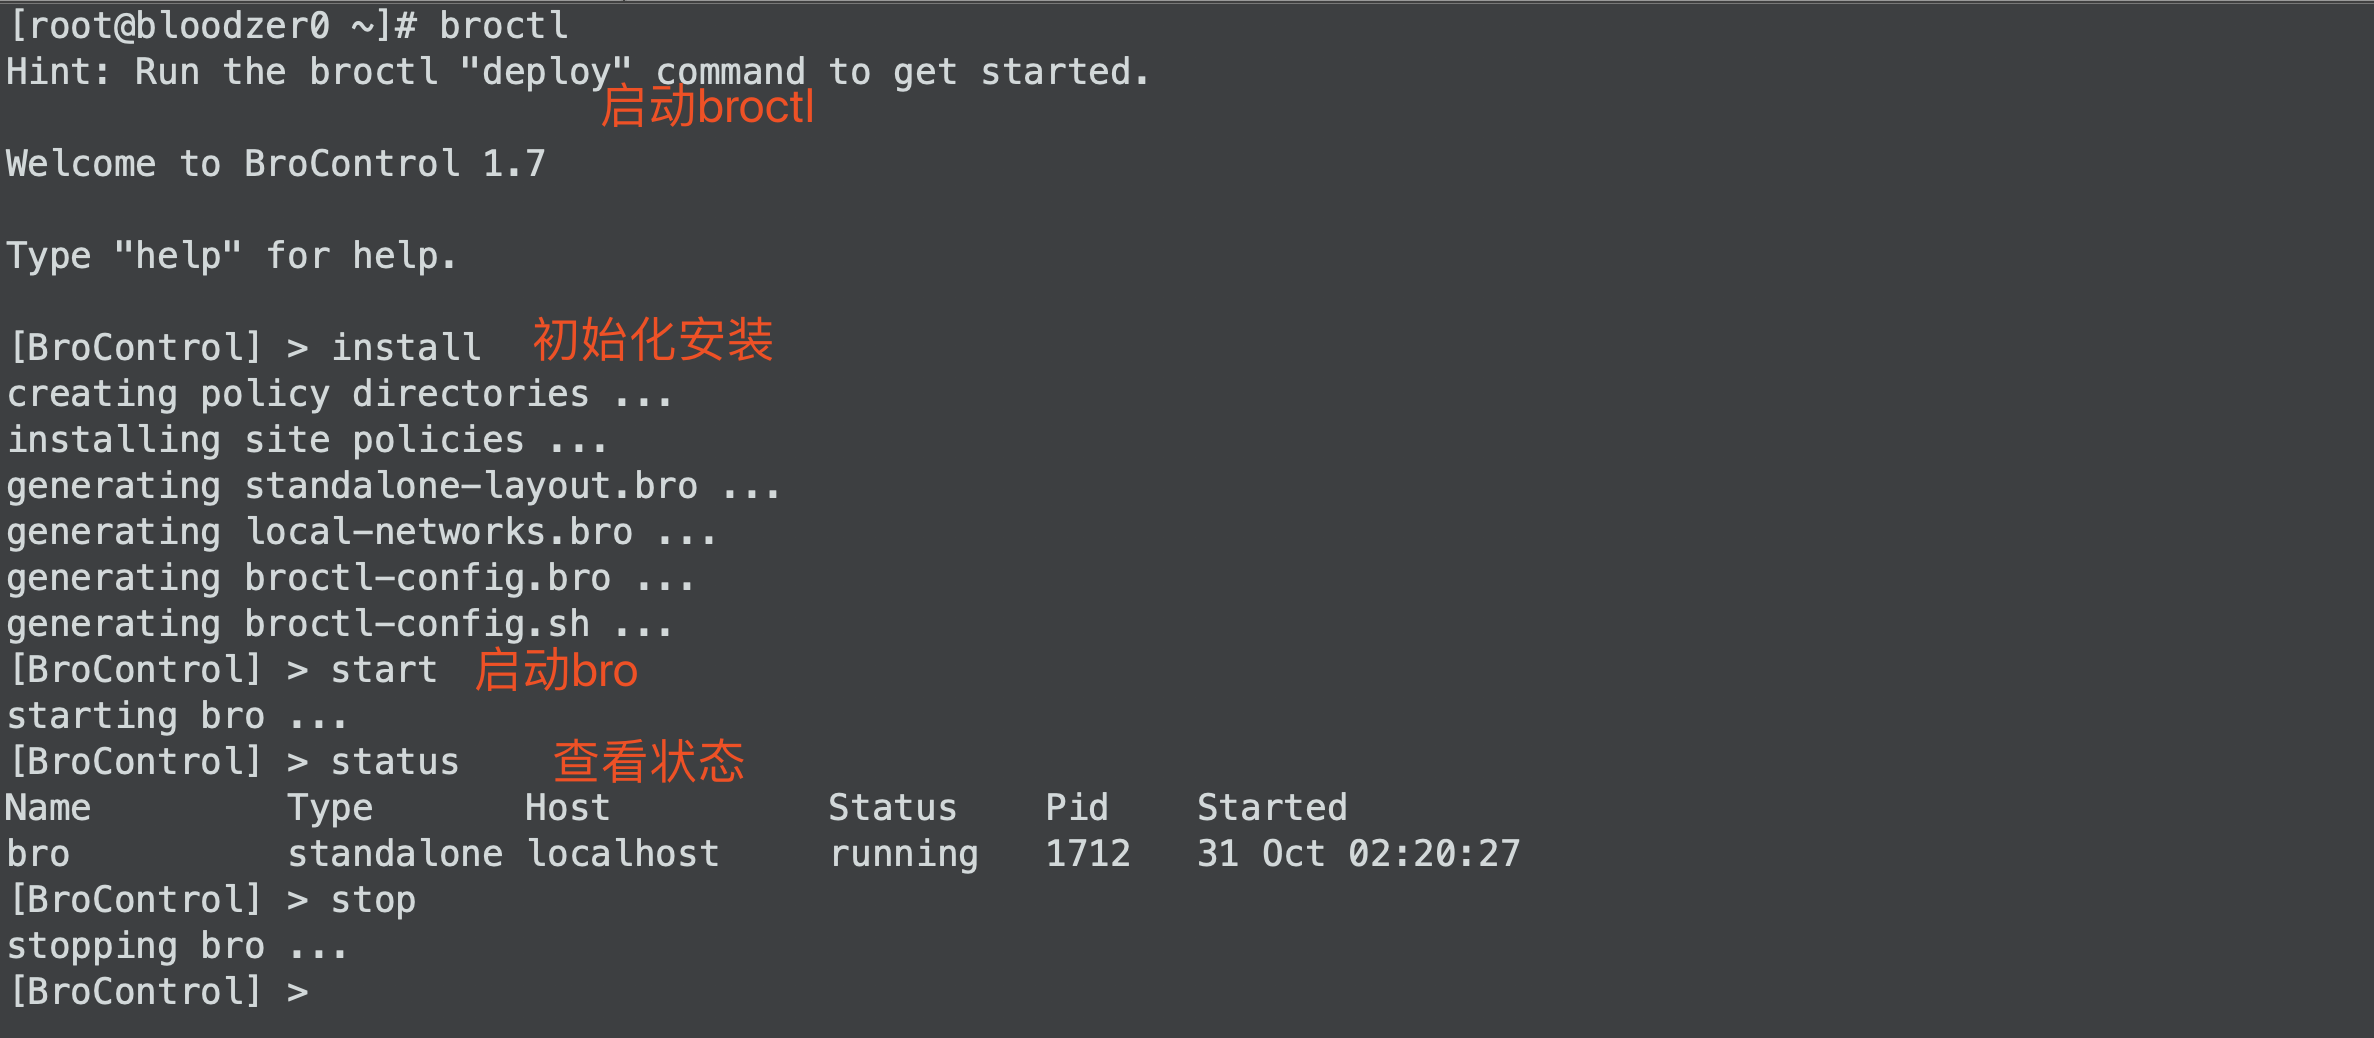 [root@bloodzer0 ~]# broctl
Hint: Run the broctl "deploy" command to get started.
启动broctl
Welcome to BroControl 1.7
Type "help" for help.
[BroControl] > install 初始化安装
creating policy directories ...
installing site policies ...
generating standalone-layout.bro ...
generating local-networks.bro ...
generating broctl-config.bro ...
generating broctl-config.sh ...
[BroControl] > start 启动bro
starting bro ...
[BroControl] > status 查看状态
Name Type Host Status Pid Started
bro standalone localhost running 1712 31 Oct 02:20:27
[BroControl] > stop
stopping bro ...
[BroControl] >